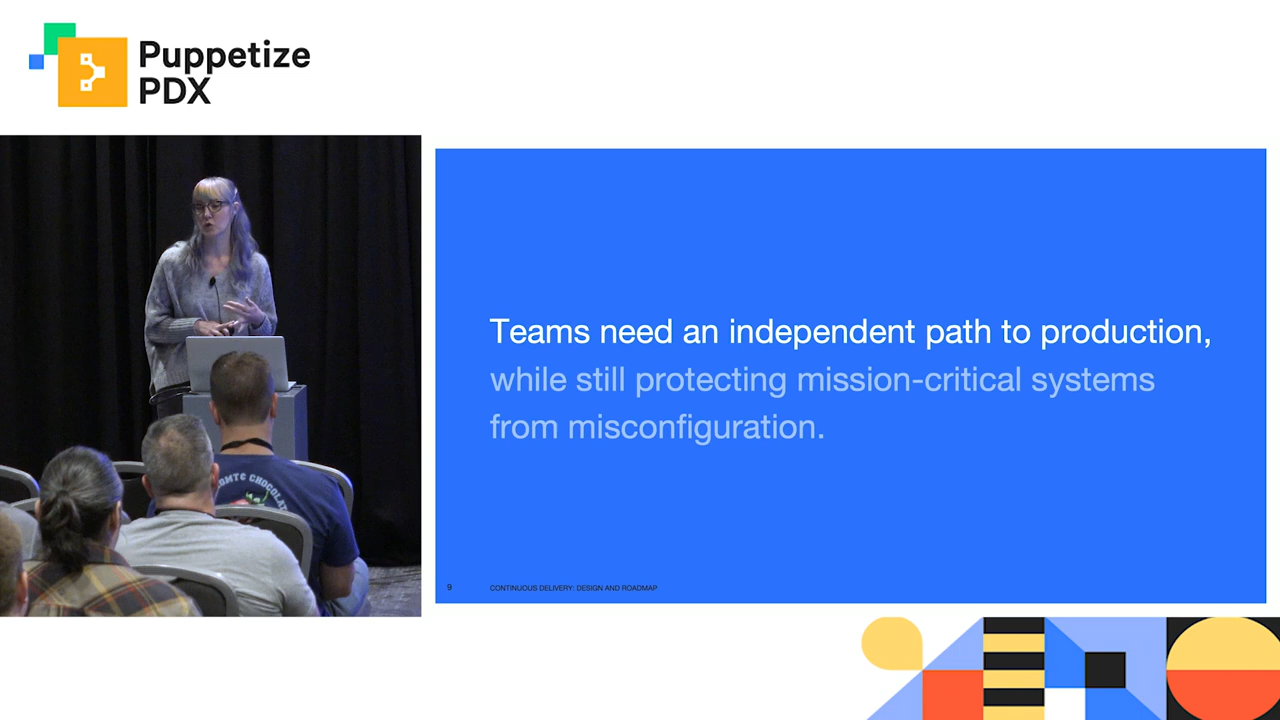 Puppetize
PDX
Teams need an independent path to production,
while still protecting mission-critical systems
from misconfiguration.
9 CONTINUOUS DELIVERY: DESIGN AND ROADMAP